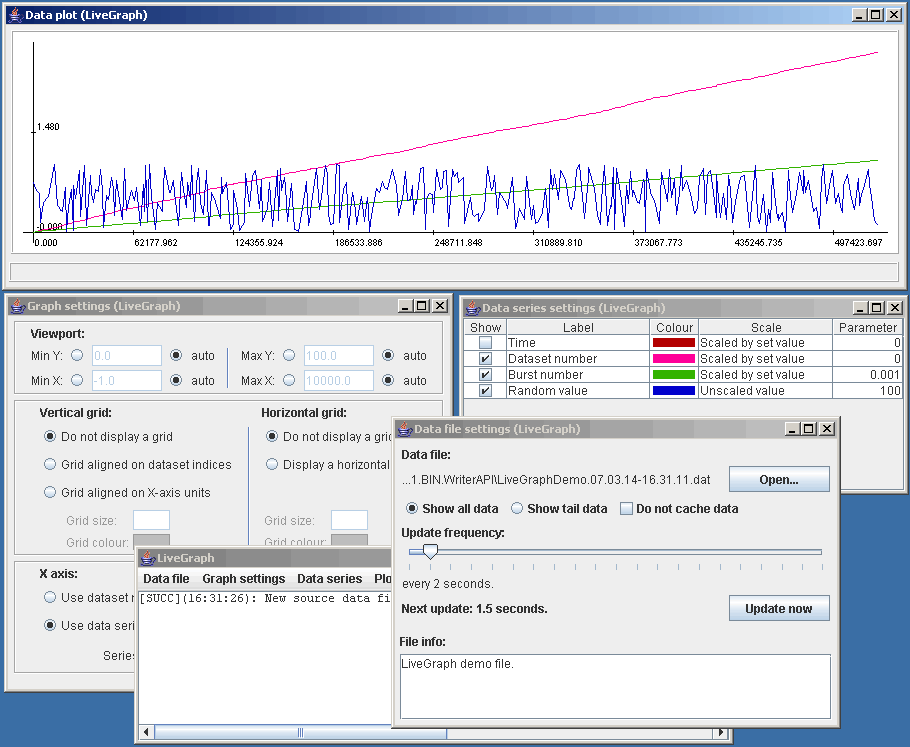 Data plot (LiveGraph)
1.480
-0.000
0.000 62177.962 124355.924 186533.886 248711.848 310889.810 373067.773 435245.735 497423.697
Graph settings (LiveGraph)
Viewport:
Min Y: 0.0 auto Max Y: 100.0 auto
Min X: -1.0 auto Max X: 10000.0 auto
Vertical grid: Horizontal grid:
Do not display a grid Do not display a grid
Grid aligned on dataset indices Display a horizontal
Grid aligned on X-axis units
Grid size: Grid size:
Grid colour: Grid colour:
X axis:
Use dataset
Use data seri
Series
Data series settings (LiveGraph)
Show Label Colour Scale Parameter
Time Scaled by set value 0
Dataset number Scaled by set value 0
Burst number Scaled by set value 0.001
Random value Unscaled value 100
Data file settings (LiveGraph)
Data file:
...1.BIN.WriterAPI\LiveGraphDemo.07.03.14-16.31.11.dat Open...
Show all data Show tail data Do not cache data
Update frequency:
every 2 seconds.
Next update: 1.5 seconds. Update now
File info:
LiveGraph demo file.
LiveGraph
Data file Graph settings Data series Plo
[SUCC](16:31:26): New source data fi